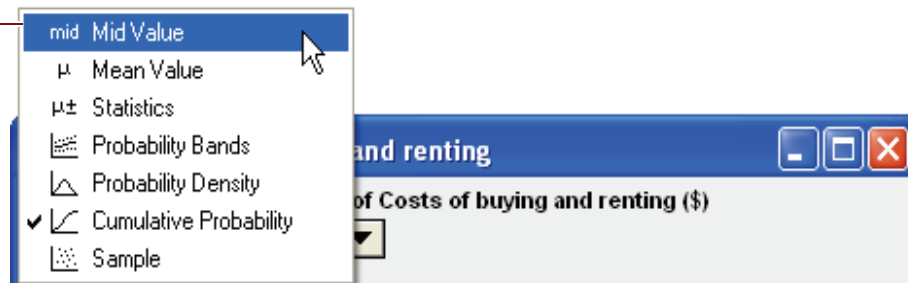 mid Mid Value
μ Mean Value
μ± Statistics
Probability Bands
Probability Density
Cumulative Probability
Sample
and renting
of Costs of buying and renting ($)